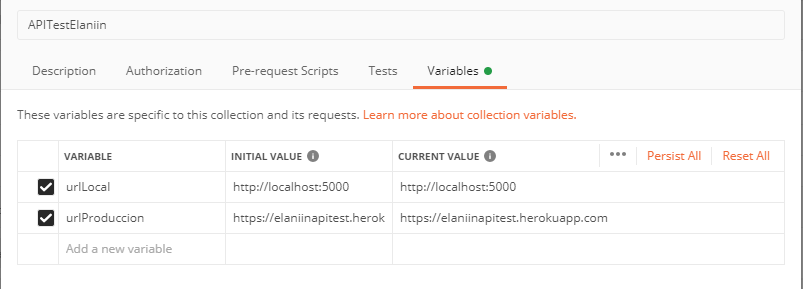 APITestElaniin
Description Authorization Pre-request Scripts Tests Variables
These variables are specific to this collection and its requests. Learn more about collection variables.
VARIABLE INITIAL VALUE CURRENT VALUE Persist All Reset All
urlLocal http://localhost:5000 http://localhost:5000
urlProduccion https://elaniinapitest.herok https://elaniinapitest.herokuapp.com
Add a new variable